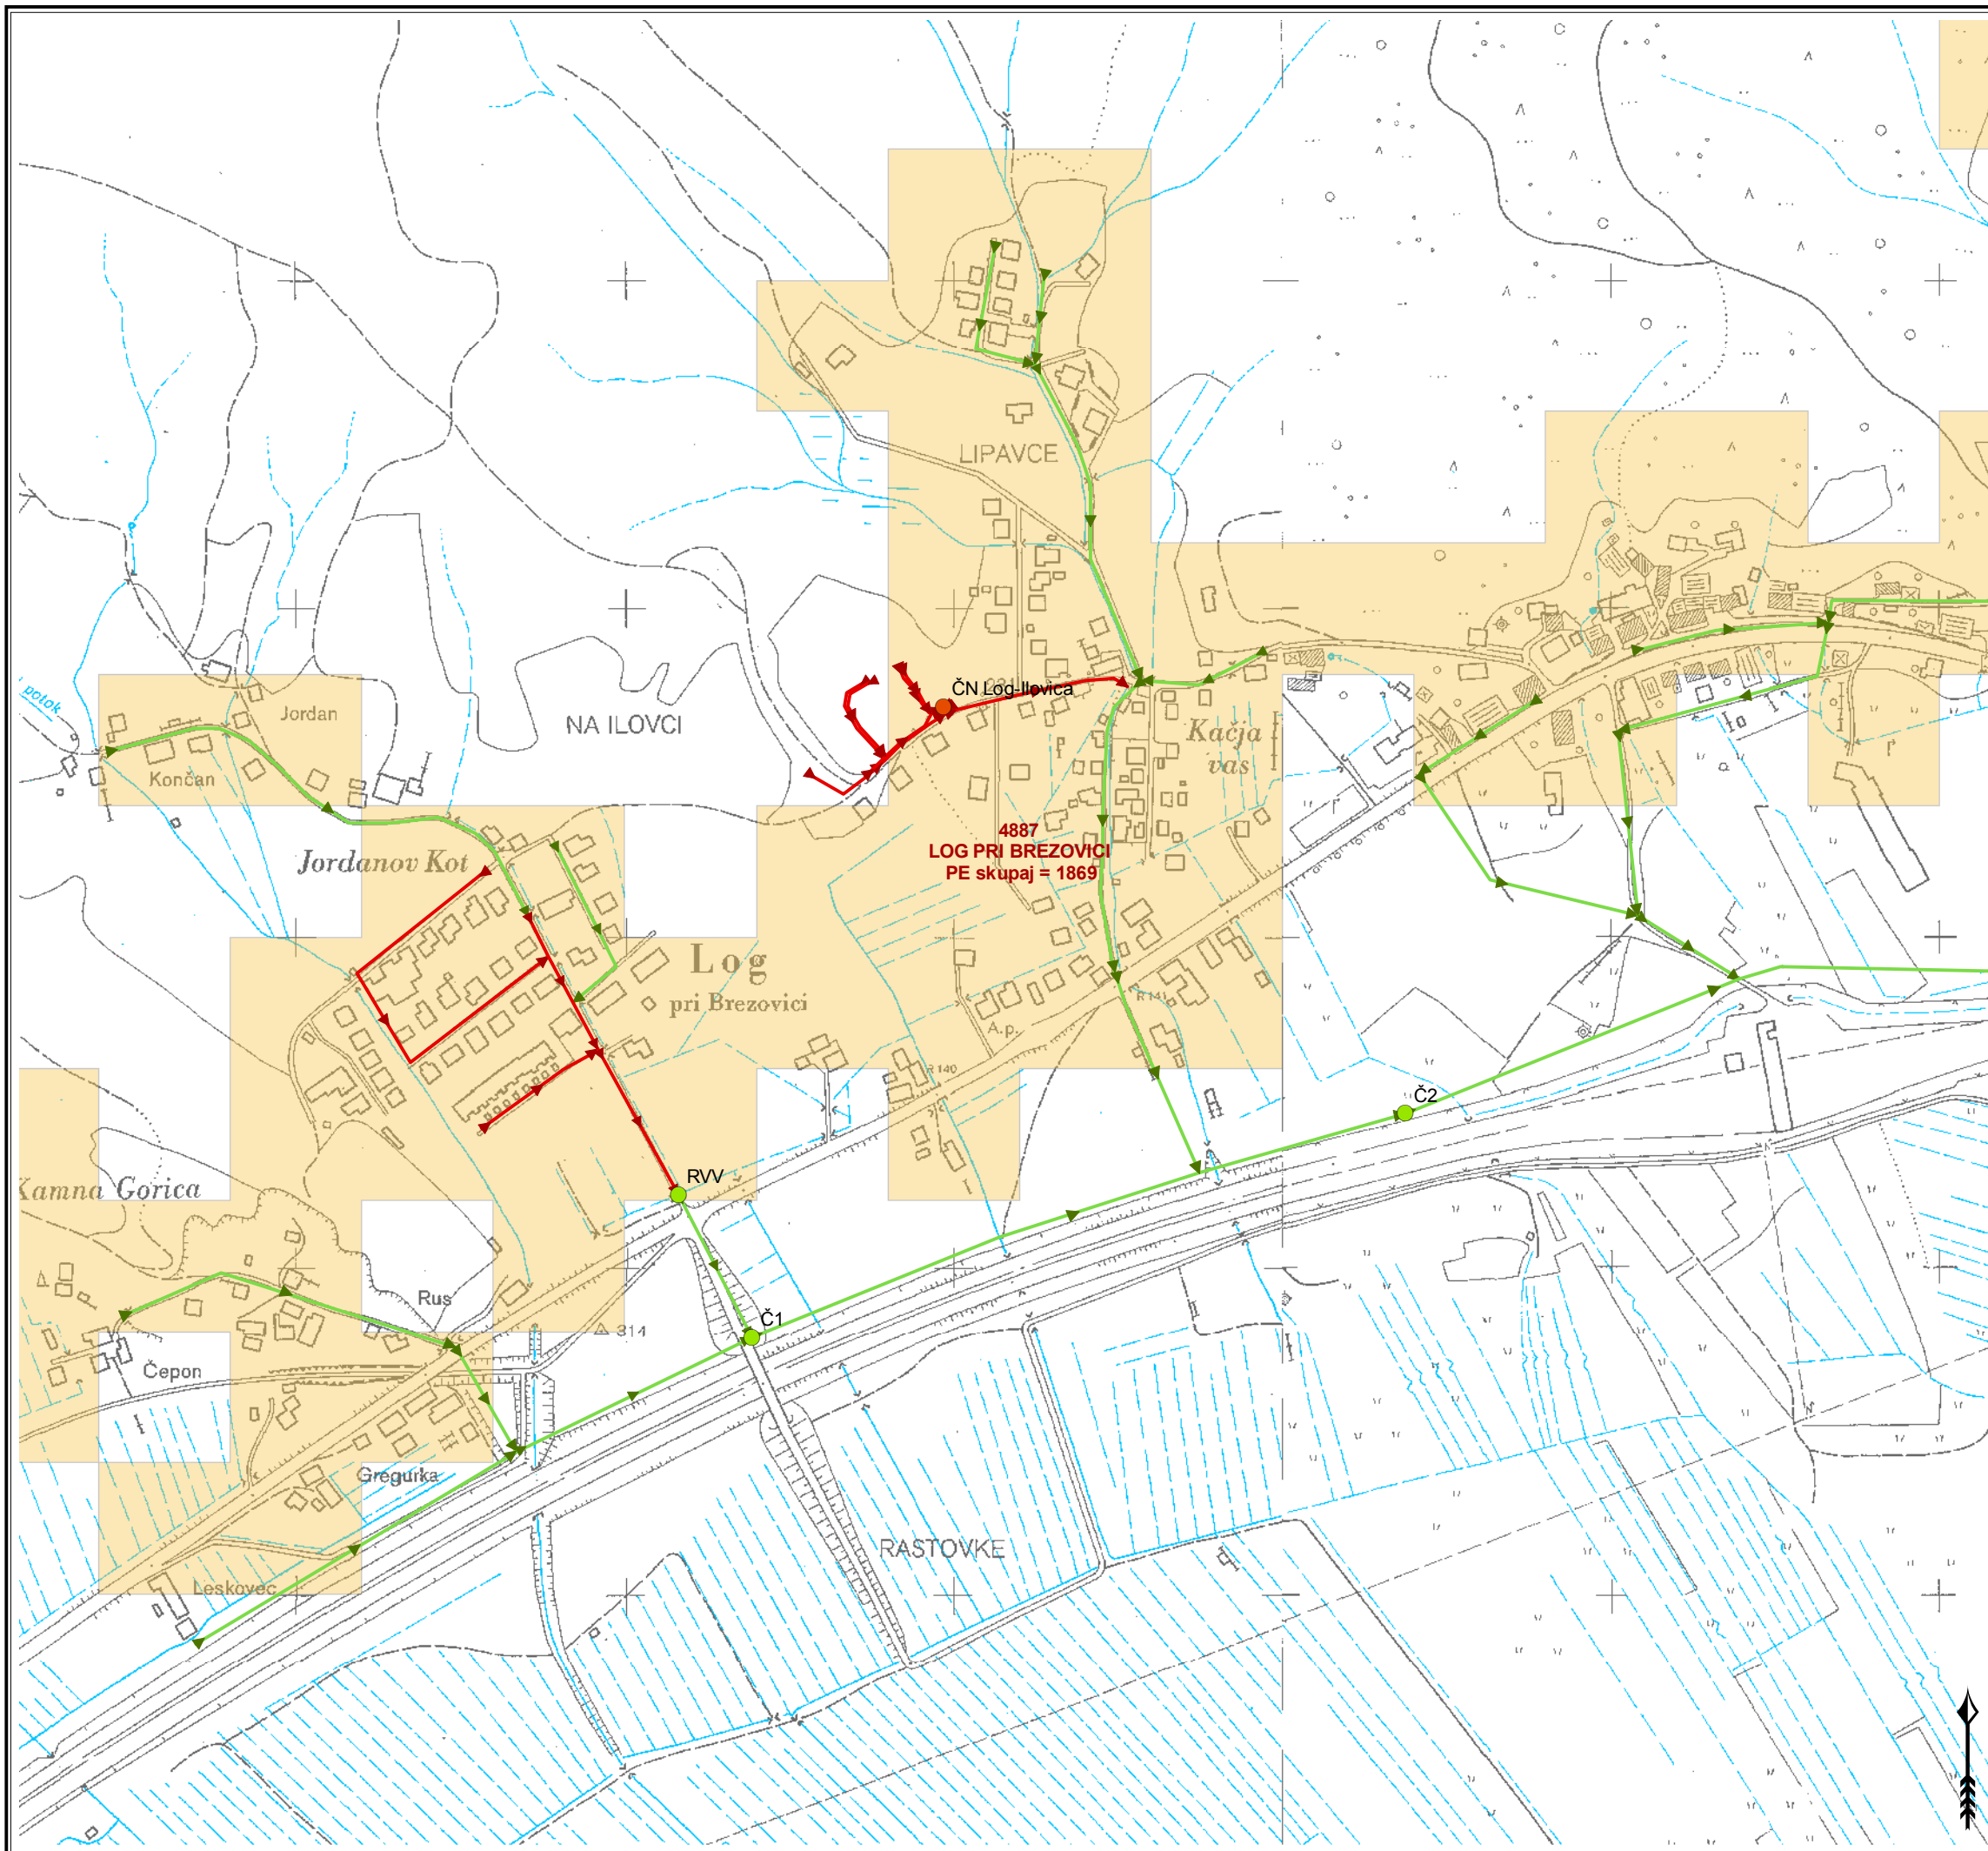 LIPAVCE
potok
Jordan
NA ILOVCI
ČN Log-Ilovica
Končan
Kačja
vas
Jordanov Kot
4887
LOG PRI BREZOVICI
PE skupaj = 1869
Log
pri Brezovici
R 141
A.p.
R 140
Č2
RVV
Kamna Gorica
Rus
Č1
314
Čepon
Gregurka
RASTOVKE
Leskovec